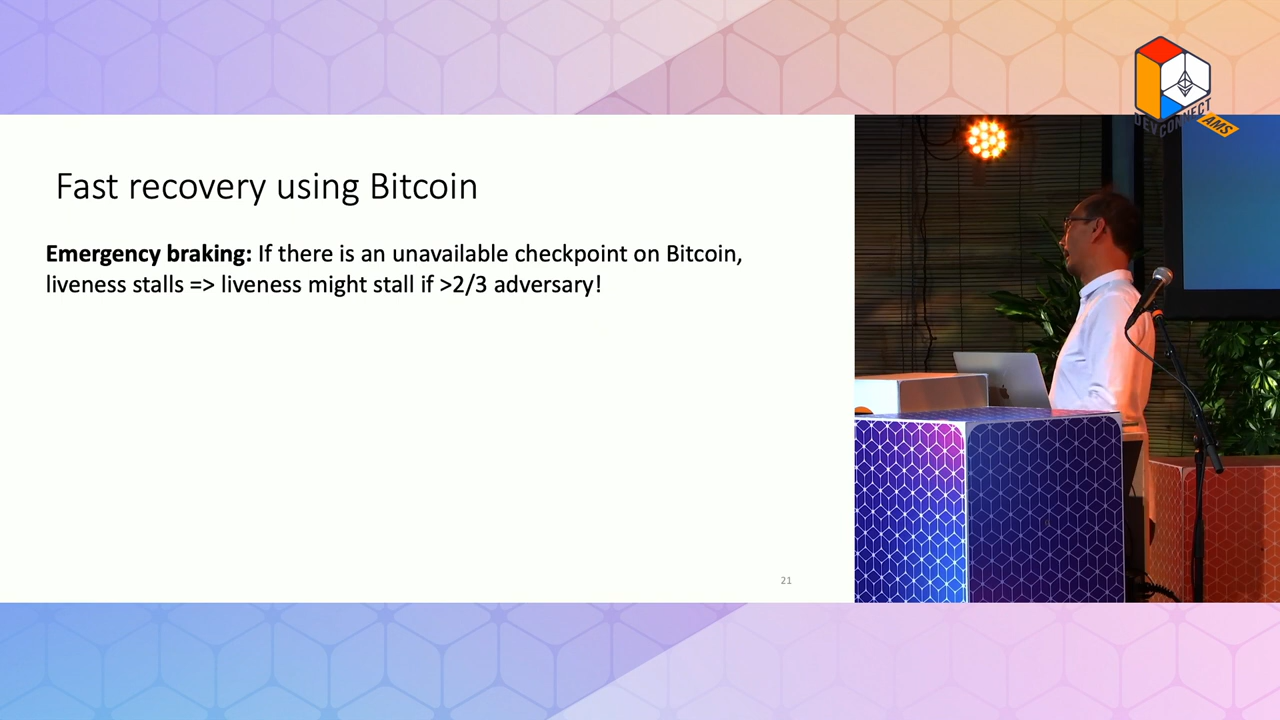 Fast recovery using Bitcoin
Emergency braking: If there is an unavailable checkpoint on Bitcoin,
liveness stalls => liveness might stall if >2/3 adversary!
21
DEVCONNECT
AMS